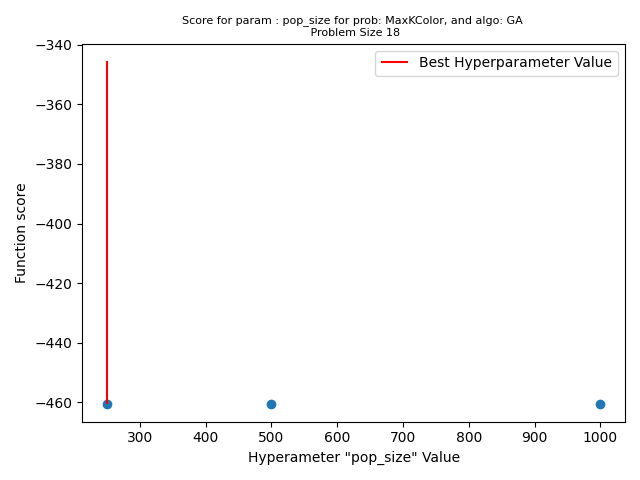 Score for param : pop_size for prob: MaxKColor, and algo: GA
Problem Size 18
Best Hyperparameter Value
Function score
−340
−360
−380
−400
−420
−440
−460
300 400 500 600 700 800 900 1000
Hyperameter "pop_size" Value